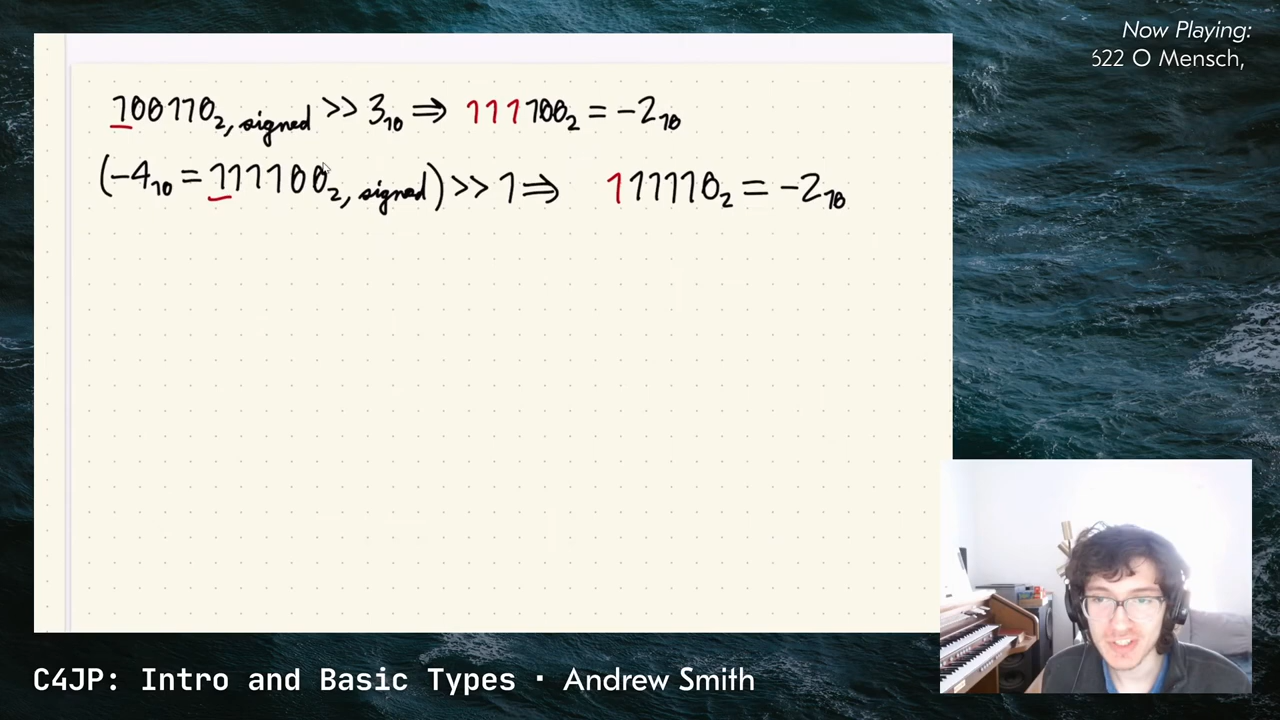 Now Playing:
622 O Mensch,
100110₂, signed >> 3₁₀ ⇒ 111100₂ = -2₁₀
(-4₁₀ = 111100₂, signed) >> 1 ⇒ 111110₂ = -2₁₀
C4JP: Intro and Basic Types · Andrew Smith